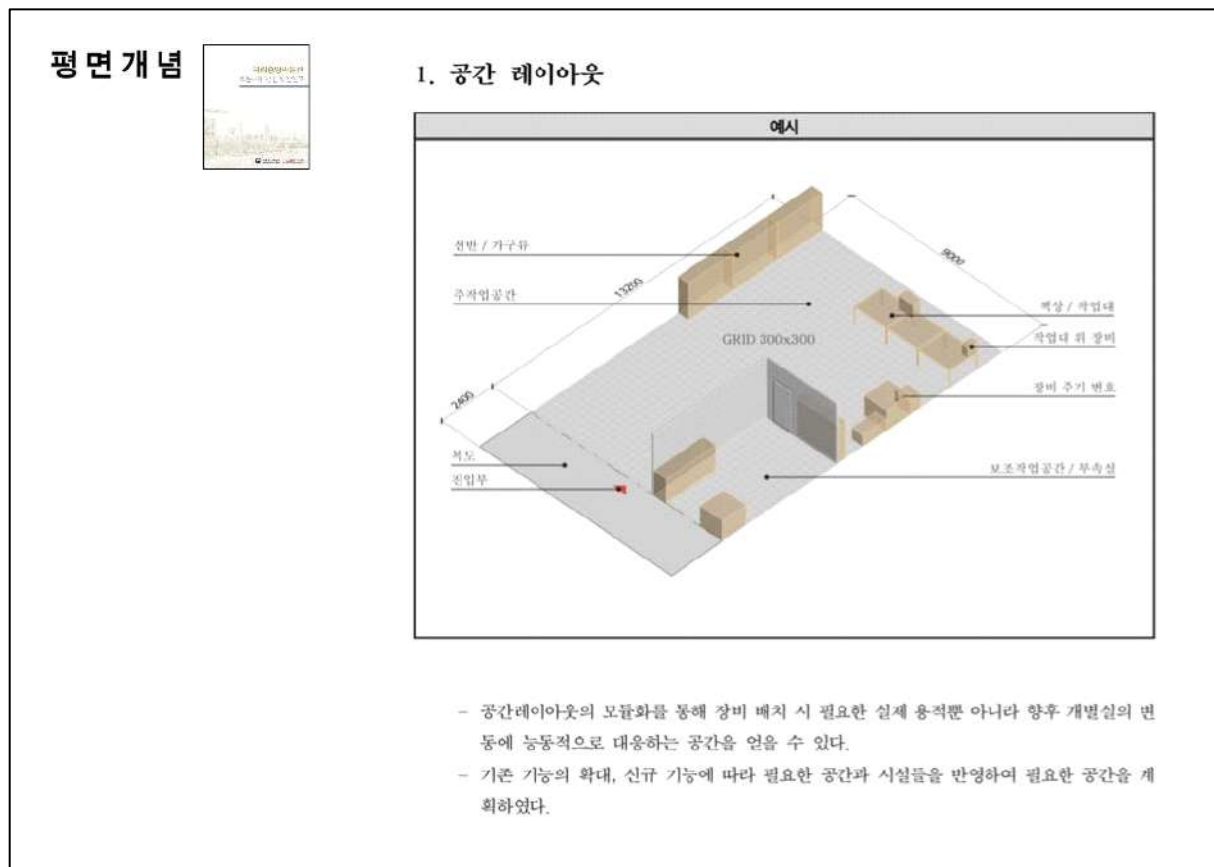 평면개념
1. 공간 레이아웃
예시
선반 / 가구류
주작업공간
13200
9000
GRID 300x300
책상 / 작업대
작업대 위 장비
장비 주기 번호
2400
복도
진입부
보조작업공간 / 부속실
- 공간레이아웃의 모듈화를 통해 장비 배치 시 필요한 실제 용적뿐 아니라 향후 개별실의 변
동에 능동적으로 대응하는 공간을 얻을 수 있다.
- 기존 기능의 확대, 신규 기능에 따라 필요한 공간과 시설들을 반영하여 필요한 공간을 계
획하였다.